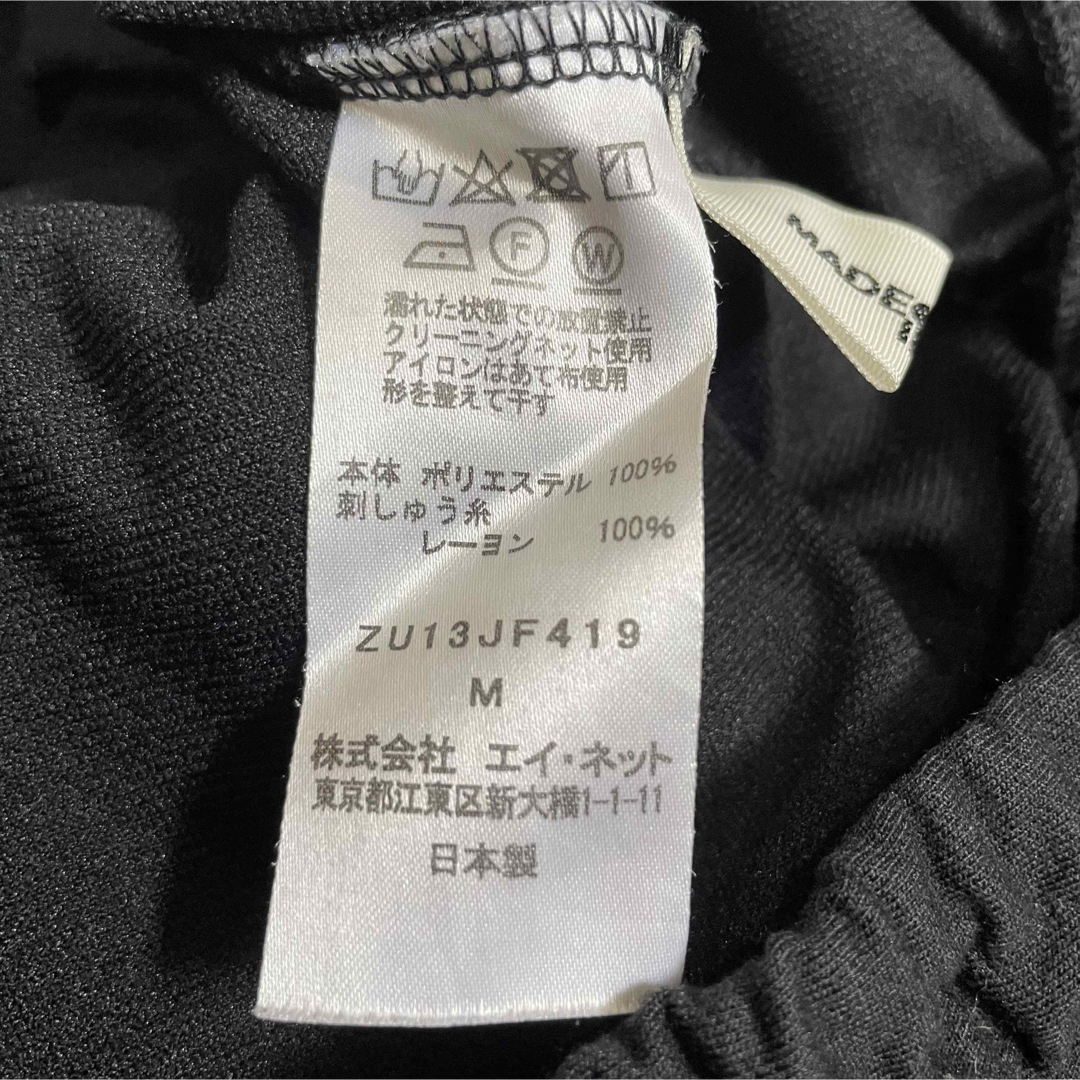 F W
濡れた状態での放置禁止
クリーニングネット使用
アイロンはあて布使用
形を整えて干す
本体 ポリエステル 100%
刺しゅう糸
レーヨン 100%
ZU13JF419
M
株式会社 エイ・ネット
東京都江東区新大橋1-1-11
日本製
MADE